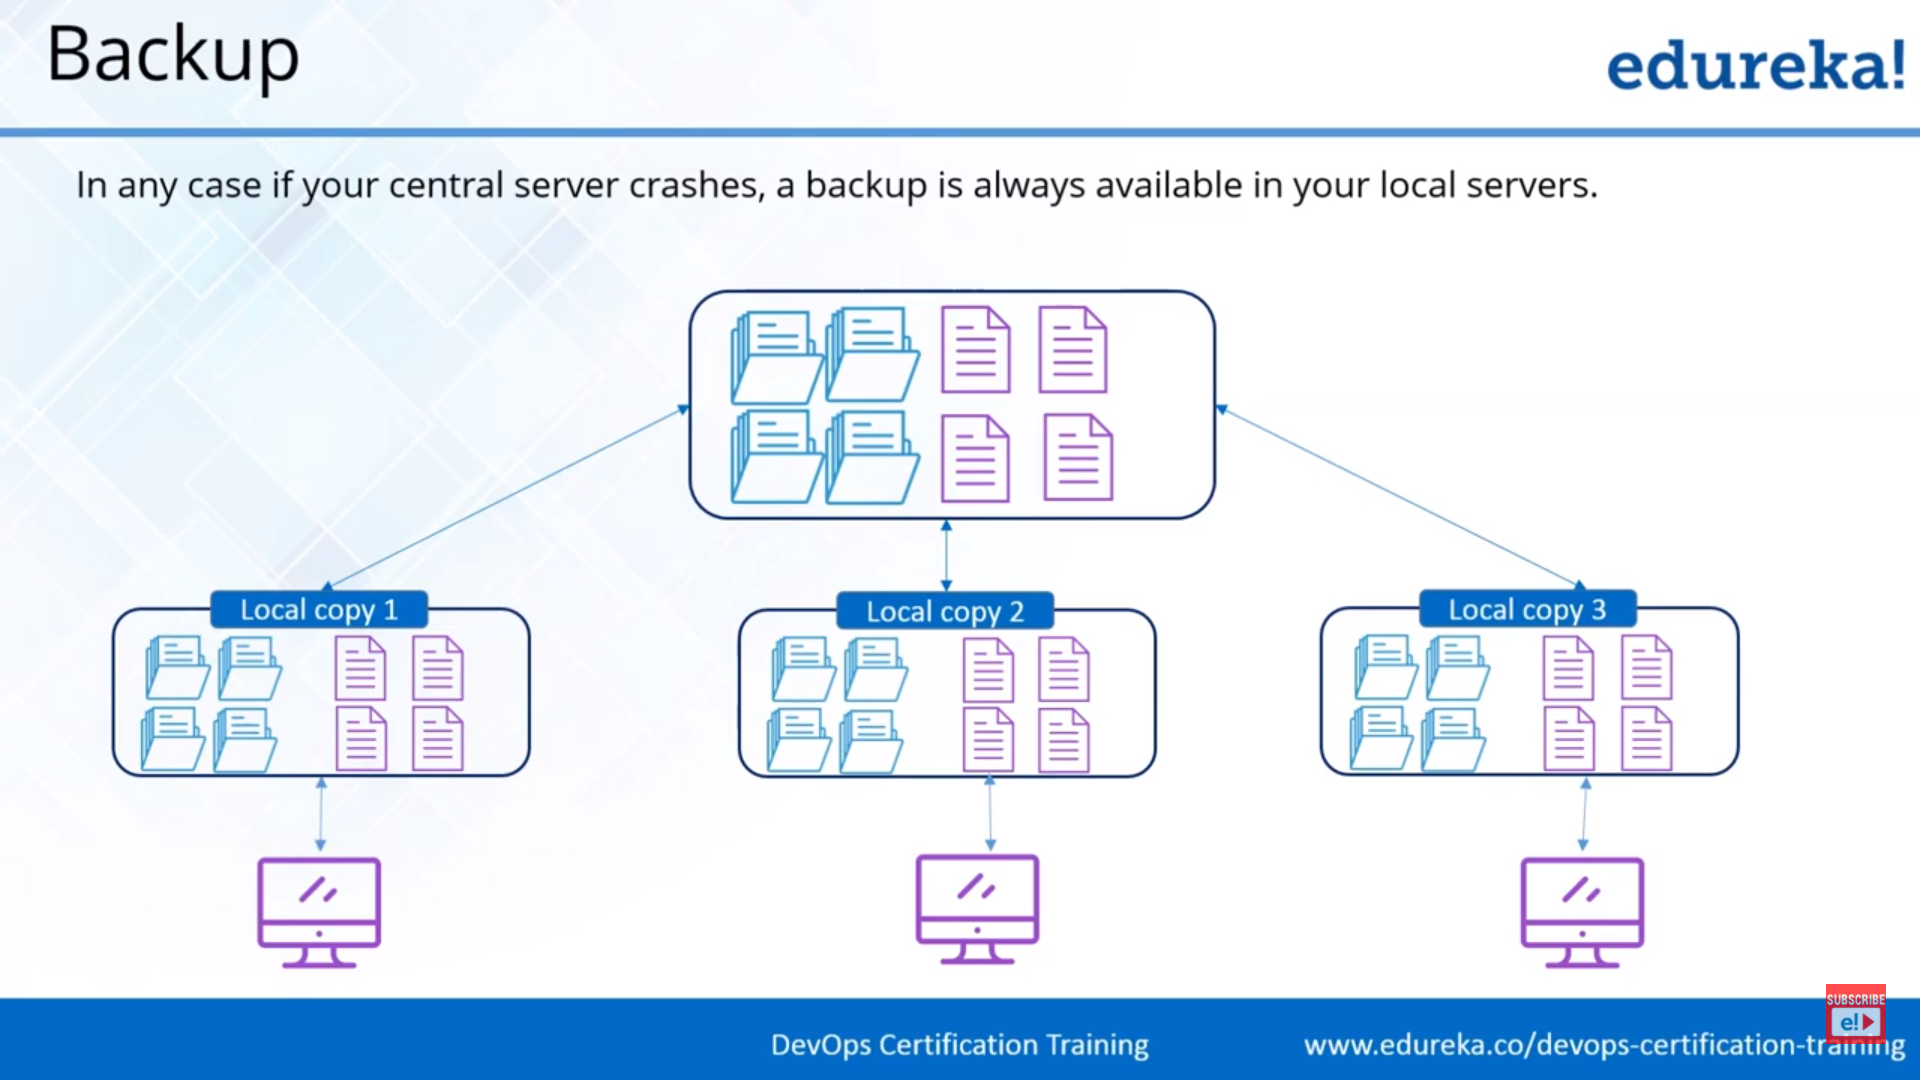 Backup
edureka!
In any case if your central server crashes, a backup is always available in your local servers.
Local copy 1
Local copy 2
Local copy 3
SUBSCRIBE
e!
DevOps Certification Training
www.edureka.co/devops-certification-training